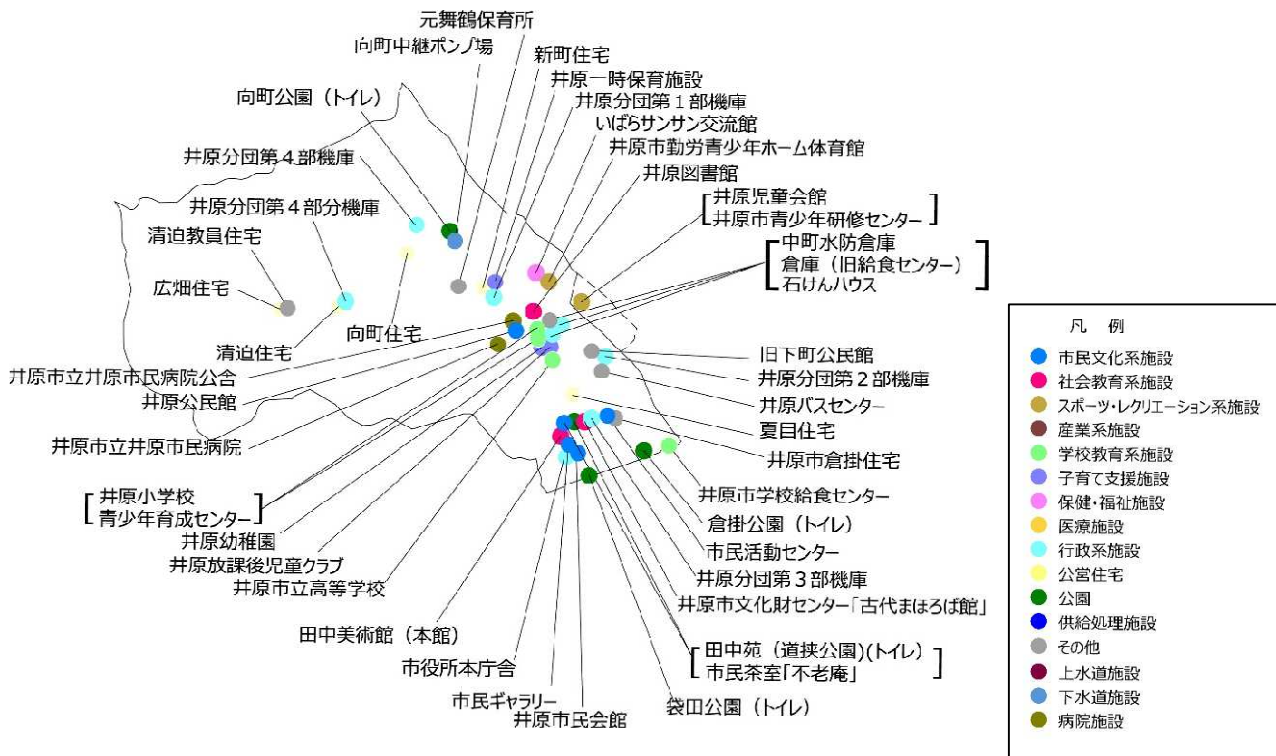 元舞鶴保育所
向町中継ポンプ場
新町住宅
井原一時保育施設
向町公園（トイレ）
井原分団第１部機庫
いばらサンサン交流館
井原市勤労青少年ホーム体育館
井原分団第４部機庫
井原図書館
井原児童会館
井原市青少年研修センター
井原分団第４部分機庫
清迫教員住宅
中町水防倉庫
倉庫（旧給食センター）
石けんハウス
広畑住宅
向町住宅
清迫住宅
旧下町公民館
井原市立井原市民病院公舎
井原分団第２部機庫
井原公民館
井原バスセンター
夏目住宅
井原市立井原市民病院
井原市倉掛住宅
井原小学校
青少年育成センター
井原市学校給食センター
倉掛公園（トイレ）
井原幼稚園
市民活動センター
井原放課後児童クラブ
井原分団第３部機庫
井原市立高等学校
井原市文化財センター「古代まほろば館」
田中美術館（本館）
田中苑（道挟公園）(トイレ）
市民茶室「不老庵」
市役所本庁舎
市民ギャラリー
袋田公園（トイレ）
井原市民会館
凡　例
市民文化系施設
社会教育系施設
スポーツ・レクリエーション系施設
産業系施設
学校教育系施設
子育て支援施設
保健・福祉施設
医療施設
行政系施設
公営住宅
公園
供給処理施設
その他
上水道施設
下水道施設
病院施設